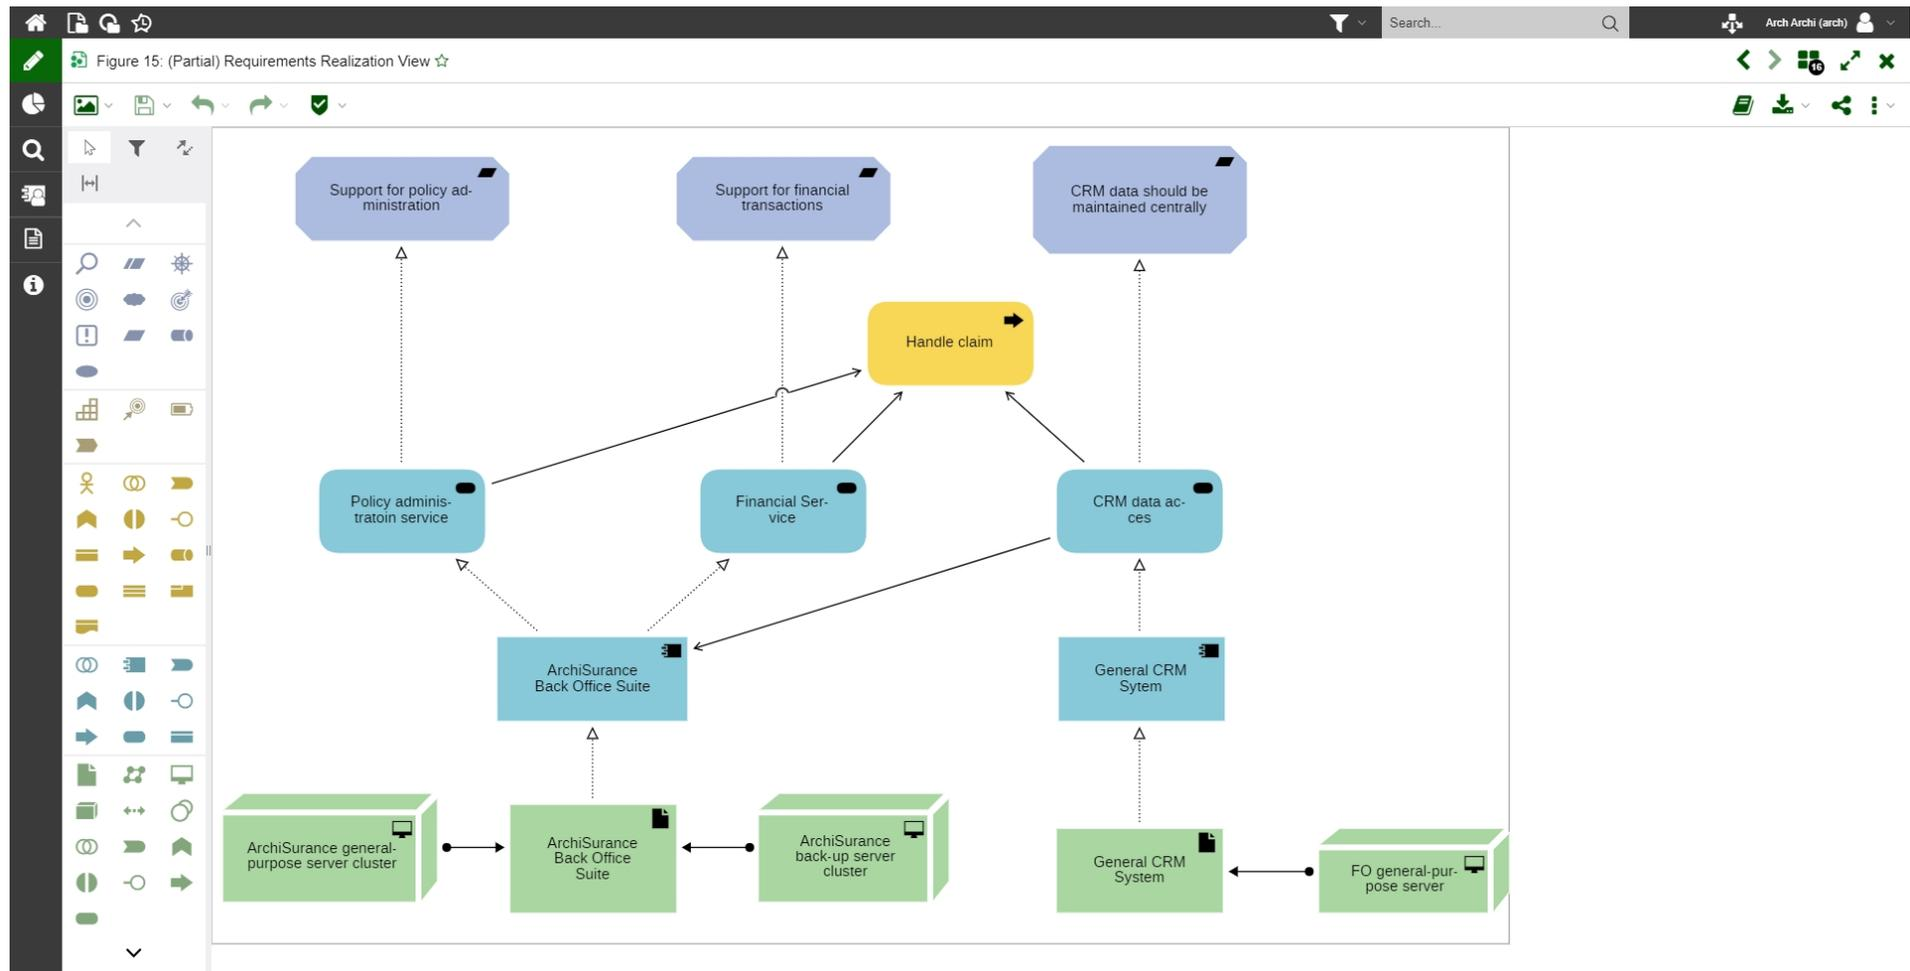 Search...
Arch Archi (arch)
Figure 15: (Partial) Requirements Realization View
16
Support for policy ad-
ministration
Support for financial
transactions
CRM data should be
maintained centrally
Handle claim
Policy adminis-
tratoin service
Financial Ser-
vice
CRM data ac-
ces
ArchiSurance
Back Office Suite
General CRM
Sytem
ArchiSurance general-
purpose server cluster
ArchiSurance
Back Office
Suite
ArchiSurance
back-up server
cluster
General CRM
System
FO general-pur-
pose server